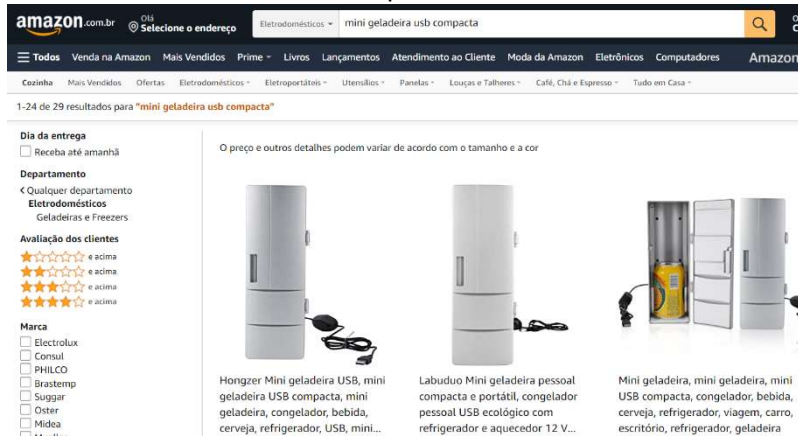 amazon.com.br
Olá
Selecione o endereço
Eletrodomésticos
mini geladeira usb compacta
Todos Venda na Amazon Mais Vendidos Prime Livros Lançamentos Atendimento ao Cliente Moda da Amazon Eletrônicos Computadores Amazon
Cozinha Mais Vendidos Ofertas Eletrodomésticos Eletroportáteis Utensílios Panelas Louças e Talheres Café, Chá e Espresso Tudo em Casa
1-24 de 29 resultados para "mini geladeira usb compacta"
Dia da entrega
Receba até amanhã
Departamento
Qualquer departamento
Eletrodomésticos
Geladeiras e Freezers
Avaliação dos clientes
e acima
e acima
e acima
e acima
Marca
Electrolux
Consul
PHILCO
Brastemp
Suggar
Oster
Midea
O preço e outros detalhes podem variar de acordo com o tamanho e a cor
Hongzer Mini geladeira USB, mini
geladeira USB compacta, mini
geladeira, congelador, bebida,
cerveja, refrigerador, USB, mini...
Labuduo Mini geladeira pessoal
compacta e portátil, congelador
pessoal USB ecológico com
refrigerador e aquecedor 12 V...
Mini geladeira, mini geladeira, mini
USB compacta, congelador, bebida,
cerveja, refrigerador, viagem, carro,
escritório, refrigerador, geladeira